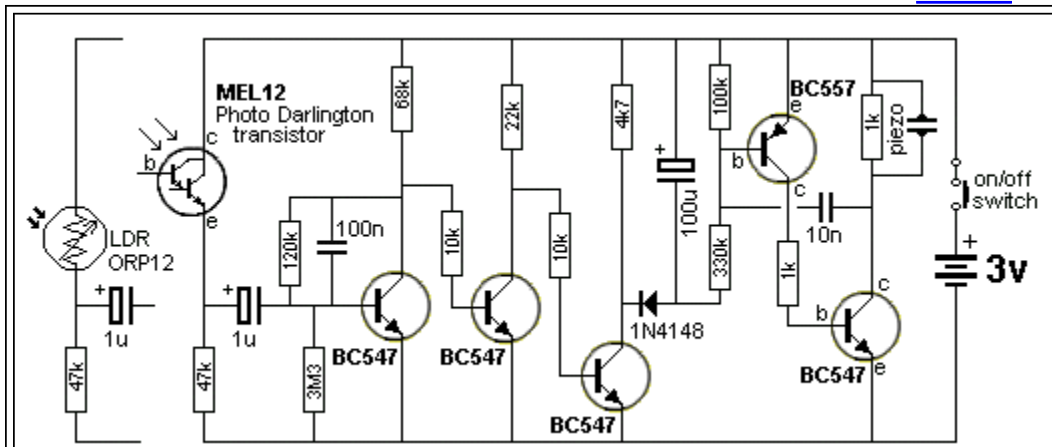 MEL12
Photo Darlington
transistor
c
b
e
LDR
ORP12
+
1u
47k
+
1u
47k
120k
100n
3M3
68k
BC547
10k
22k
BC547
10k
4k7
BC547
1N4148
+
100u
100k
330k
BC557
e
b
c
1k
10n
1k
piezo
c
b
e
BC547
on/off
switch
+
3v